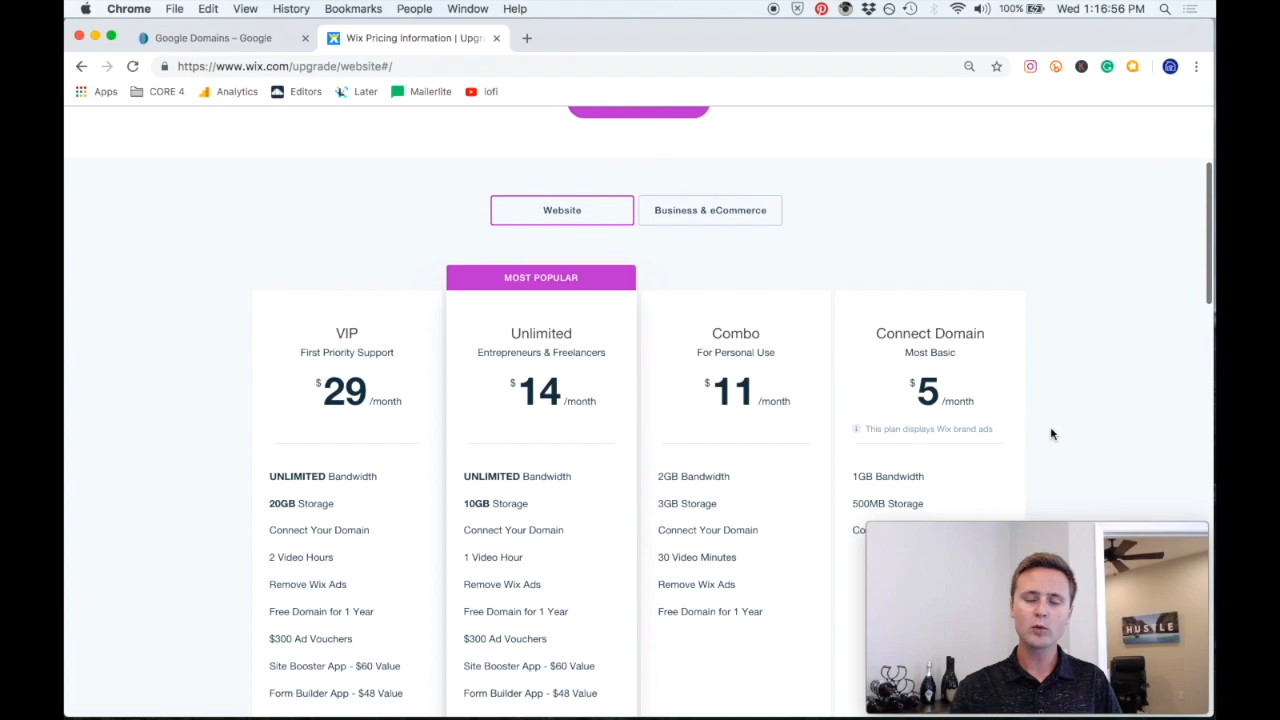 Chrome File Edit View History Bookmarks People Window Help 100% Wed 1:16:56 PM
Google Domains – Google
Wix Pricing Information | Upgr
https://www.wix.com/upgrade/website#/
Apps CORE 4 Analytics Editors Later Mailerlite lofi
Website
Business & eCommerce
MOST POPULAR
VIP
First Priority Support
$29 /month
UNLIMITED Bandwidth
20GB Storage
Connect Your Domain
2 Video Hours
Remove Wix Ads
Free Domain for 1 Year
$300 Ad Vouchers
Site Booster App - $60 Value
Form Builder App - $48 Value
Unlimited
Entrepreneurs & Freelancers
$14 /month
UNLIMITED Bandwidth
10GB Storage
Connect Your Domain
1 Video Hour
Remove Wix Ads
Free Domain for 1 Year
$300 Ad Vouchers
Site Booster App - $60 Value
Form Builder App - $48 Value
Combo
For Personal Use
$11 /month
2GB Bandwidth
3GB Storage
Connect Your Domain
30 Video Minutes
Remove Wix Ads
Free Domain for 1 Year
Connect Domain
Most Basic
$5 /month
This plan displays Wix brand ads
1GB Bandwidth
500MB Storage
Co
HUSTLE